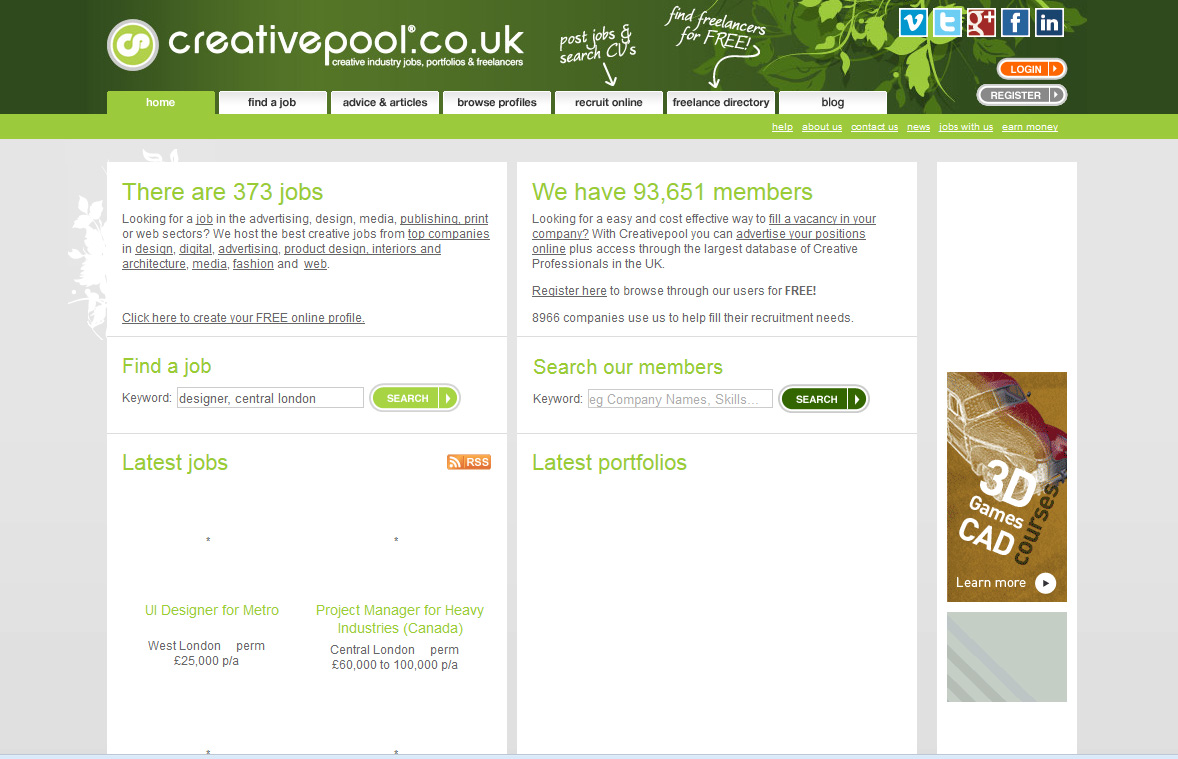 creativepool®.co.uk
creative industry jobs, portfolios & freelancers
post jobs &
search CVs
find freelancers
for FREE!
LOGIN
REGISTER
home
find a job
advice & articles
browse profiles
recruit online
freelance directory
blog
help about us contact us news jobs with us earn money
There are 373 jobs
Looking for a job in the advertising, design, media, publishing, print
or web sectors? We host the best creative jobs from top companies
in design, digital, advertising, product design, interiors and
architecture, media, fashion and web.
Click here to create your FREE online profile.
We have 93,651 members
Looking for a easy and cost effective way to fill a vacancy in your
company? With Creativepool you can advertise your positions
online plus access through the largest database of Creative
Professionals in the UK.
Register here to browse through our users for FREE!
8966 companies use us to help fill their recruitment needs.
Find a job
Keyword: designer, central london SEARCH
Search our members
Keyword: eg Company Names, Skills... SEARCH
Latest jobs
RSS
Latest portfolios
* *
UI Designer for Metro
West London perm
£25,000 p/a
Project Manager for Heavy
Industries (Canada)
Central London perm
£60,000 to 100,000 p/a
* *
3D
Games
CAD
courses
Learn more